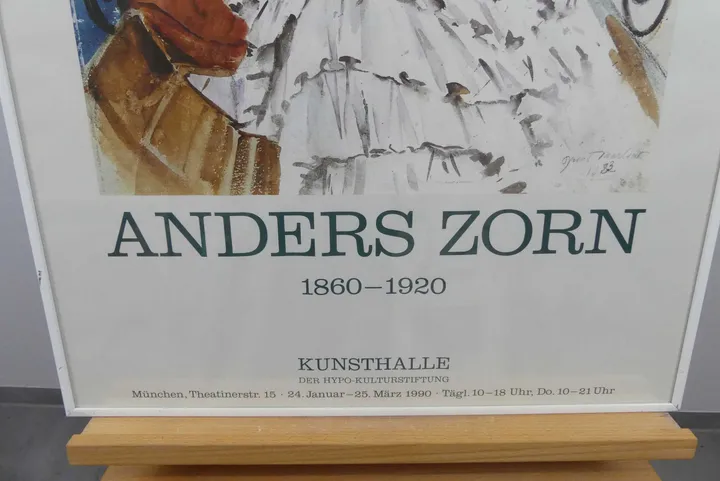 82
ANDERS ZORN
1860–1920
KUNSTHALLE
DER HYPO-KULTURSTIFTUNG
München, Theatinerstr. 15 · 24. Januar–25. März 1990 · Tägl. 10–18 Uhr, Do. 10–21 Uhr